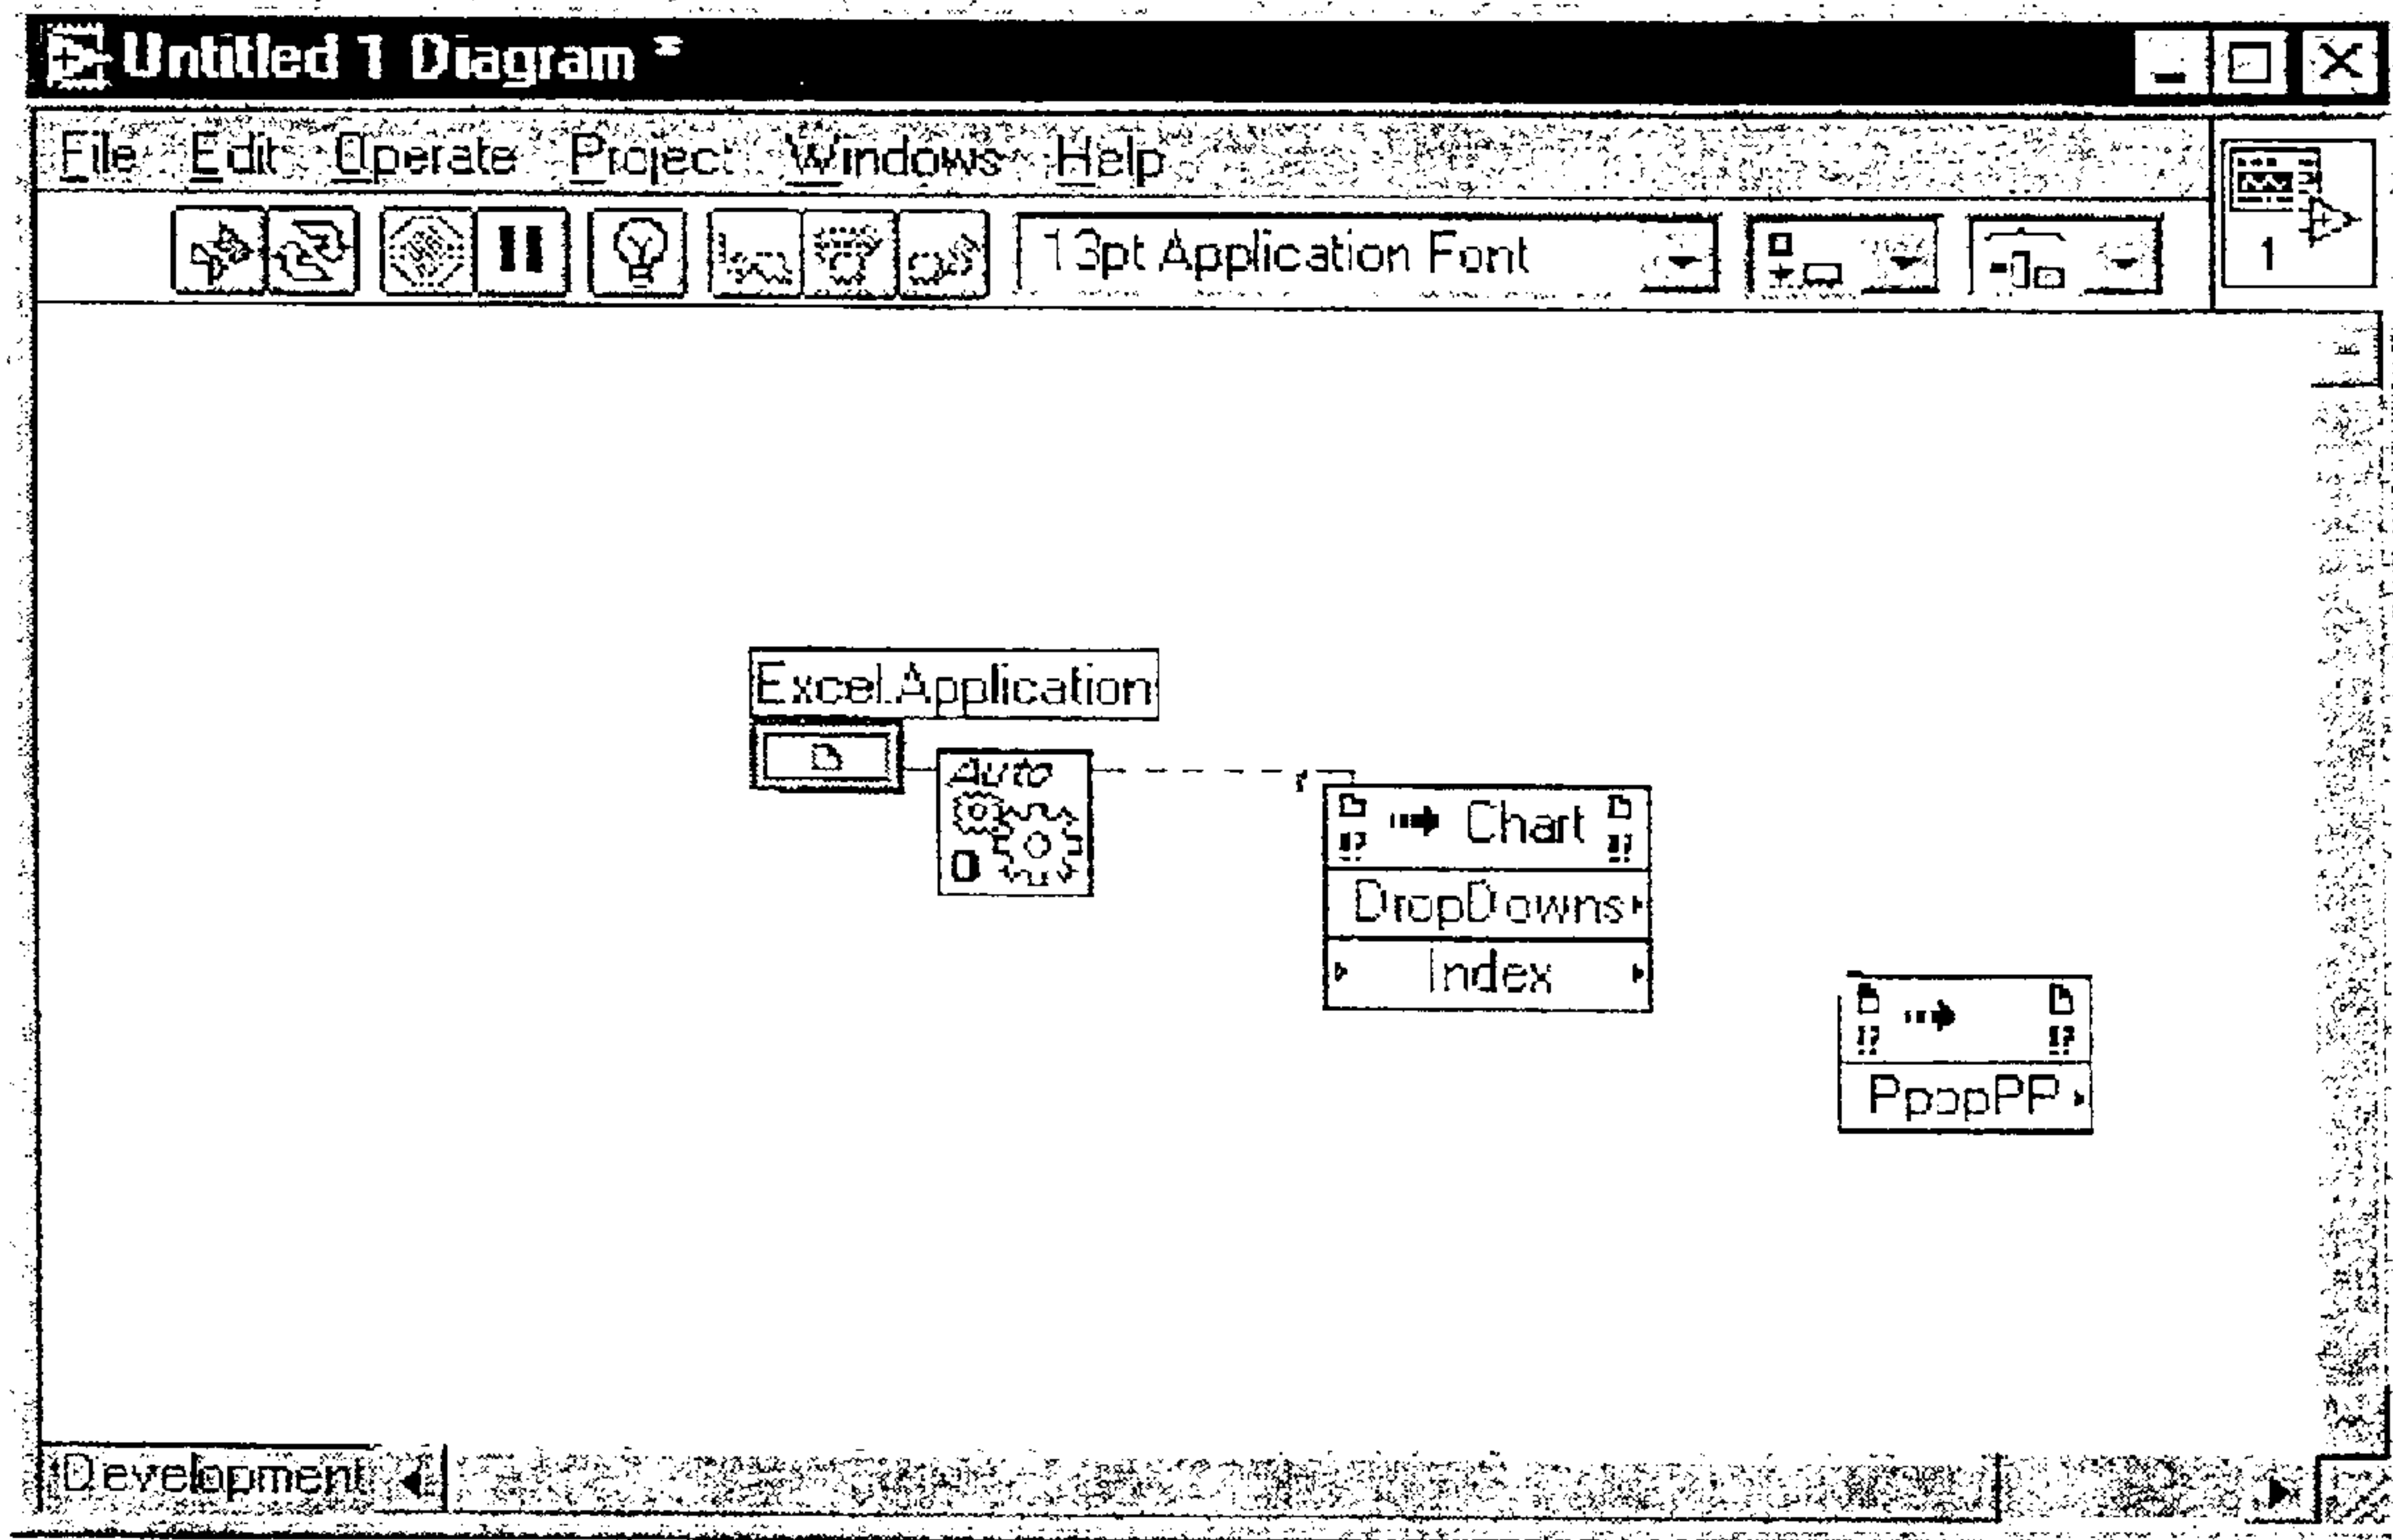 Untitled 1 Diagram *
File Edit Operate Project Windows Help
13pt Application Font
1
Excel.Application
Auto
Chart
DropDowns
Index
PpopPP
Development